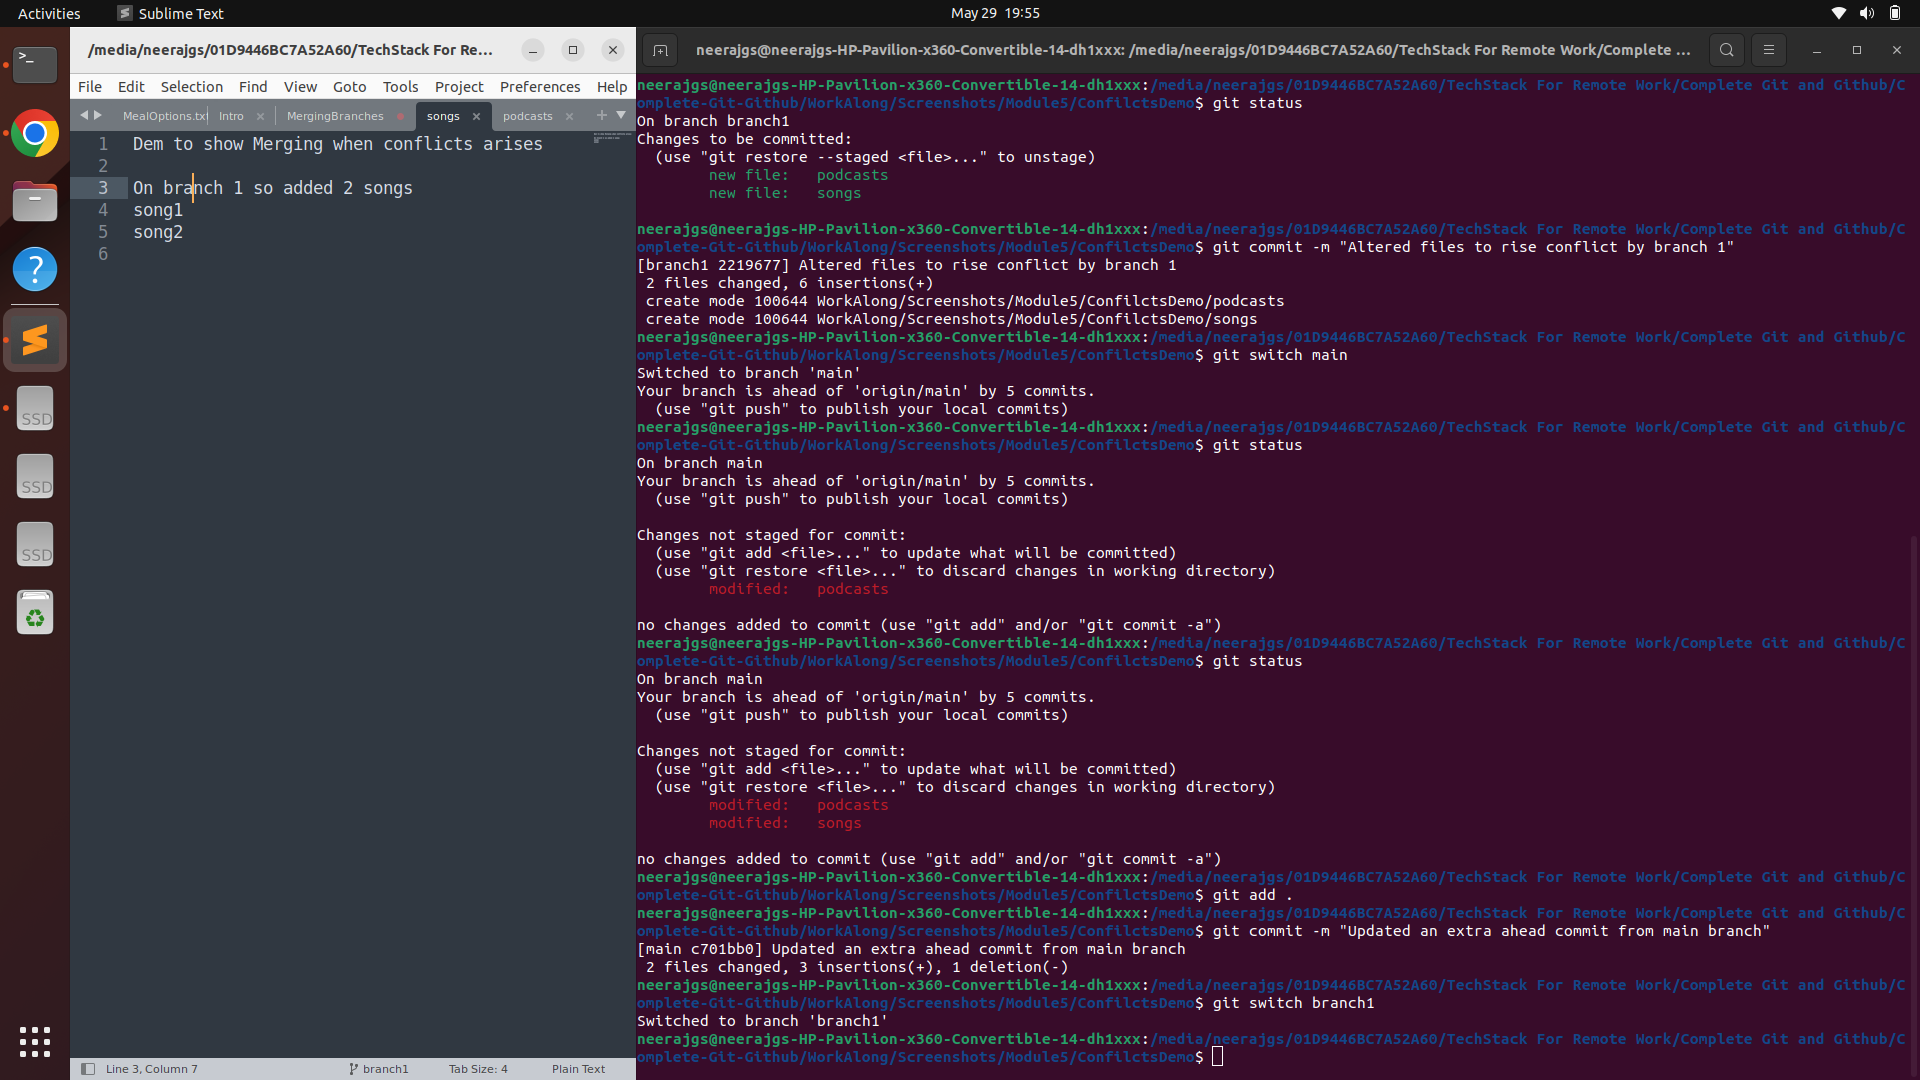 Activities Sublime Text May 29 19:55
/media/neerajgs/01D9446BC7A52A60/TechStack For Re...
File Edit Selection Find View Goto Tools Project Preferences Help
MealOptions.txt Intro MergingBranches songs podcasts
1 Dem to show Merging when conflicts arises
2
3 On branch 1 so added 2 songs
4 song1
5 song2
6
SSD
SSD
SSD
Line 3, Column 7 branch1 Tab Size: 4 Plain Text
neerajgs@neerajgs-HP-Pavilion-x360-Convertible-14-dh1xxx: /media/neerajgs/01D9446BC7A52A60/TechStack For Remote Work/Complete ...
neerajgs@neerajgs-HP-Pavilion-x360-Convertible-14-dh1xxx:/media/neerajgs/01D9446BC7A52A60/TechStack For Remote Work/Complete Git and Github/C
omplete-Git-Github/WorkAlong/Screenshots/Module5/ConfilctsDemo$ git status
On branch branch1
Changes to be committed:
  (use "git restore --staged <file>..." to unstage)
        new file:   podcasts
        new file:   songs

neerajgs@neerajgs-HP-Pavilion-x360-Convertible-14-dh1xxx:/media/neerajgs/01D9446BC7A52A60/TechStack For Remote Work/Complete Git and Github/C
omplete-Git-Github/WorkAlong/Screenshots/Module5/ConfilctsDemo$ git commit -m "Altered files to rise conflict by branch 1"
[branch1 2219677] Altered files to rise conflict by branch 1
 2 files changed, 6 insertions(+)
 create mode 100644 WorkAlong/Screenshots/Module5/ConfilctsDemo/podcasts
 create mode 100644 WorkAlong/Screenshots/Module5/ConfilctsDemo/songs
neerajgs@neerajgs-HP-Pavilion-x360-Convertible-14-dh1xxx:/media/neerajgs/01D9446BC7A52A60/TechStack For Remote Work/Complete Git and Github/C
omplete-Git-Github/WorkAlong/Screenshots/Module5/ConfilctsDemo$ git switch main
Switched to branch 'main'
Your branch is ahead of 'origin/main' by 5 commits.
  (use "git push" to publish your local commits)
neerajgs@neerajgs-HP-Pavilion-x360-Convertible-14-dh1xxx:/media/neerajgs/01D9446BC7A52A60/TechStack For Remote Work/Complete Git and Github/C
omplete-Git-Github/WorkAlong/Screenshots/Module5/ConfilctsDemo$ git status
On branch main
Your branch is ahead of 'origin/main' by 5 commits.
  (use "git push" to publish your local commits)

Changes not staged for commit:
  (use "git add <file>..." to update what will be committed)
  (use "git restore <file>..." to discard changes in working directory)
        modified:   podcasts

no changes added to commit (use "git add" and/or "git commit -a")
neerajgs@neerajgs-HP-Pavilion-x360-Convertible-14-dh1xxx:/media/neerajgs/01D9446BC7A52A60/TechStack For Remote Work/Complete Git and Github/C
omplete-Git-Github/WorkAlong/Screenshots/Module5/ConfilctsDemo$ git status
On branch main
Your branch is ahead of 'origin/main' by 5 commits.
  (use "git push" to publish your local commits)

Changes not staged for commit:
  (use "git add <file>..." to update what will be committed)
  (use "git restore <file>..." to discard changes in working directory)
        modified:   podcasts
        modified:   songs

no changes added to commit (use "git add" and/or "git commit -a")
neerajgs@neerajgs-HP-Pavilion-x360-Convertible-14-dh1xxx:/media/neerajgs/01D9446BC7A52A60/TechStack For Remote Work/Complete Git and Github/C
omplete-Git-Github/WorkAlong/Screenshots/Module5/ConfilctsDemo$ git add .
neerajgs@neerajgs-HP-Pavilion-x360-Convertible-14-dh1xxx:/media/neerajgs/01D9446BC7A52A60/TechStack For Remote Work/Complete Git and Github/C
omplete-Git-Github/WorkAlong/Screenshots/Module5/ConfilctsDemo$ git commit -m "Updated an extra ahead commit from main branch"
[main c701bb0] Updated an extra ahead commit from main branch
 2 files changed, 3 insertions(+), 1 deletion(-)
neerajgs@neerajgs-HP-Pavilion-x360-Convertible-14-dh1xxx:/media/neerajgs/01D9446BC7A52A60/TechStack For Remote Work/Complete Git and Github/C
omplete-Git-Github/WorkAlong/Screenshots/Module5/ConfilctsDemo$ git switch branch1
Switched to branch 'branch1'
neerajgs@neerajgs-HP-Pavilion-x360-Convertible-14-dh1xxx:/media/neerajgs/01D9446BC7A52A60/TechStack For Remote Work/Complete Git and Github/C
omplete-Git-Github/WorkAlong/Screenshots/Module5/ConfilctsDemo$